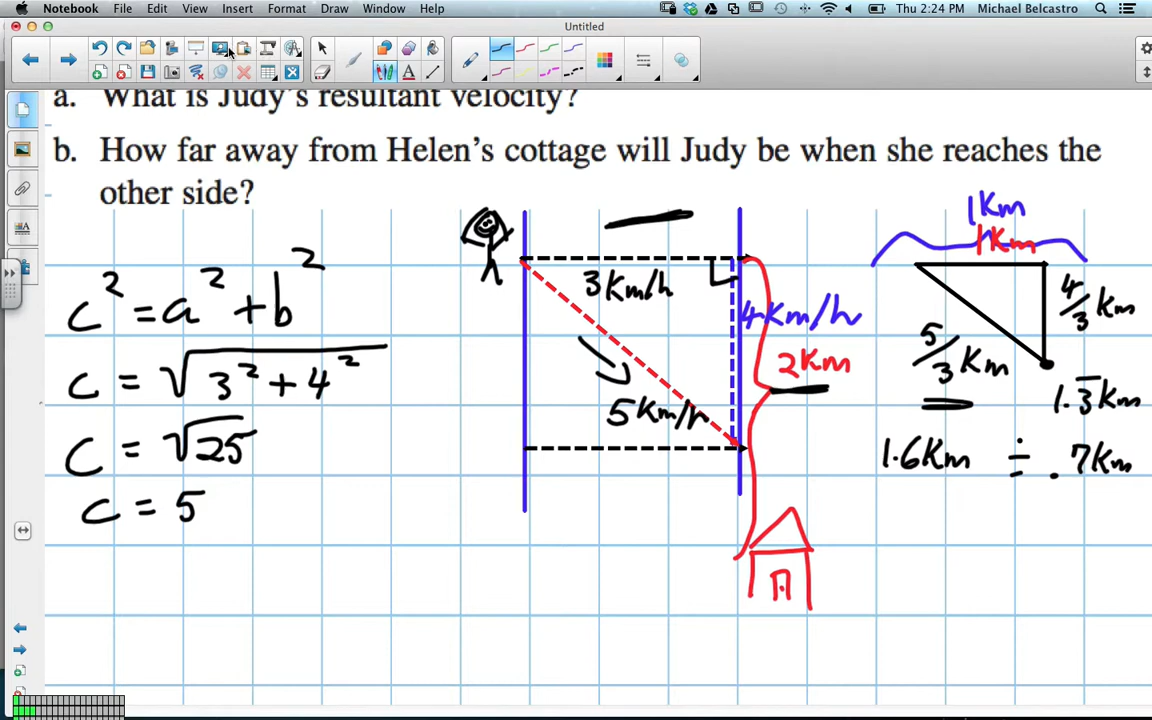 Notebook File Edit View Insert Format Draw Window Help Thu 2:24 PM Michael Belcastro
Untitled
a. What is Judy's resultant velocity?
b. How far away from Helen's cottage will Judy be when she reaches the
other side?
1Km
1Km
c² = a² + b²
3Km/h
4/3 Km
4Km/h
c = √3² + 4²
2Km
5/3 Km
1.3̅Km
5Km/h
c = √25
1.6Km ÷ .7Km
c = 5
A